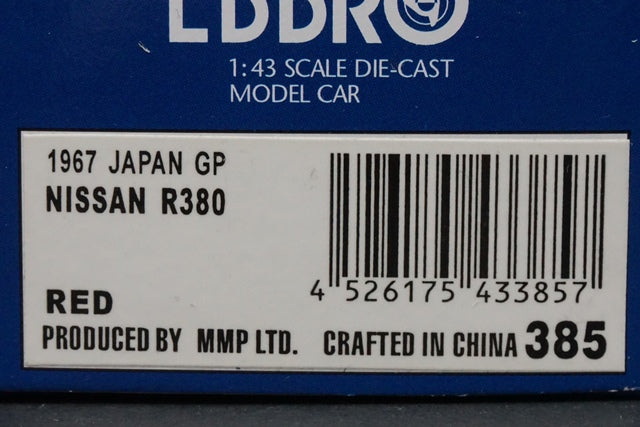 EBBRO
1:43 SCALE DIE-CAST
MODEL CAR
1967 JAPAN GP
NISSAN R380
4 526175 433857
RED
PRODUCED BY MMP LTD. CRAFTED IN CHINA 385